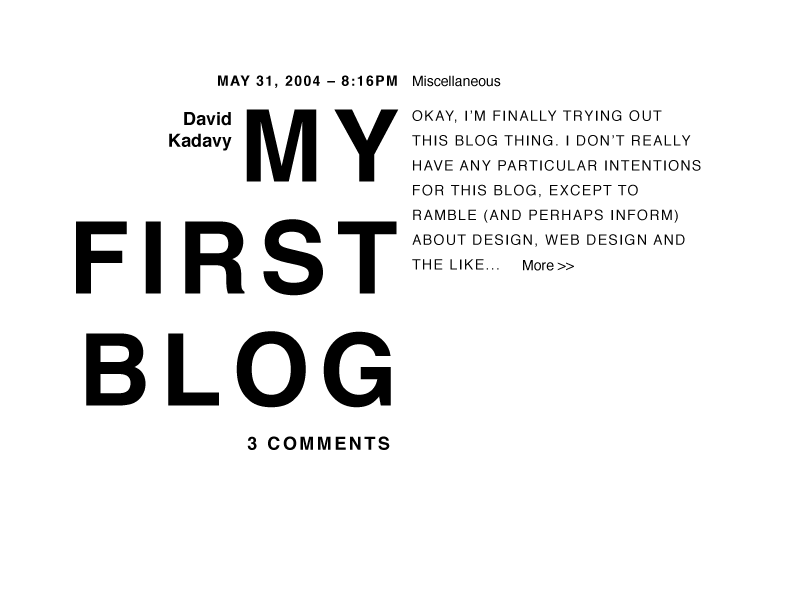 MAY 31, 2004 – 8:16PM Miscellaneous
David
Kadavy
MY
FIRST
BLOG
3 COMMENTS
OKAY, I'M FINALLY TRYING OUT
THIS BLOG THING. I DON'T REALLY
HAVE ANY PARTICULAR INTENTIONS
FOR THIS BLOG, EXCEPT TO
RAMBLE (AND PERHAPS INFORM)
ABOUT DESIGN, WEB DESIGN AND
THE LIKE... More >>